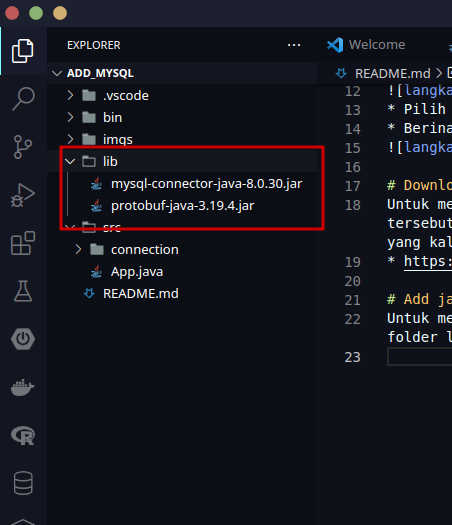 EXPLORER
ADD_MYSQL
.vscode
bin
imgs
lib
mysql-connector-java-8.0.30.jar
protobuf-java-3.19.4.jar
src
connection
App.java
README.md
Welcome
README.md
12 ![langka
13 * Pilih
14 * Berina
15 ![langka
16
17 # Downlo
18 Untuk me
tersebut
yang kal
19 * https:
20
21 # Add ja
22 Untuk me
folder l
23